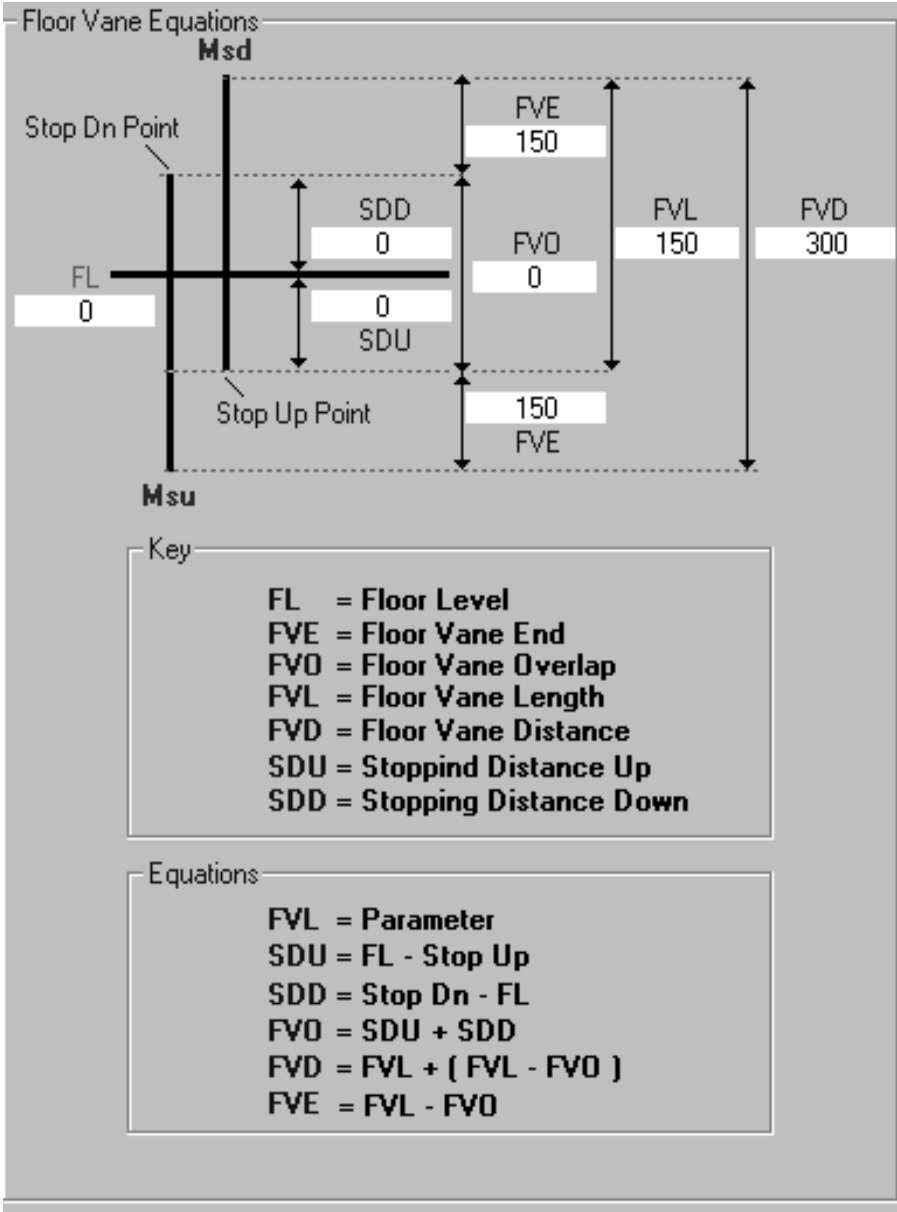 Floor Vane Equations
Msd
Stop Dn Point
FVE
150
SDD
0
FVO
0
FVL
150
FVD
300
FL
0
0
SDU
Stop Up Point
150
FVE
Msu
Key
FL = Floor Level
FVE = Floor Vane End
FVO = Floor Vane Overlap
FVL = Floor Vane Length
FVD = Floor Vane Distance
SDU = Stoppind Distance Up
SDD = Stopping Distance Down
Equations
FVL = Parameter
SDU = FL - Stop Up
SDD = Stop Dn - FL
FVO = SDU + SDD
FVD = FVL + ( FVL - FVO )
FVE = FVL - FVO